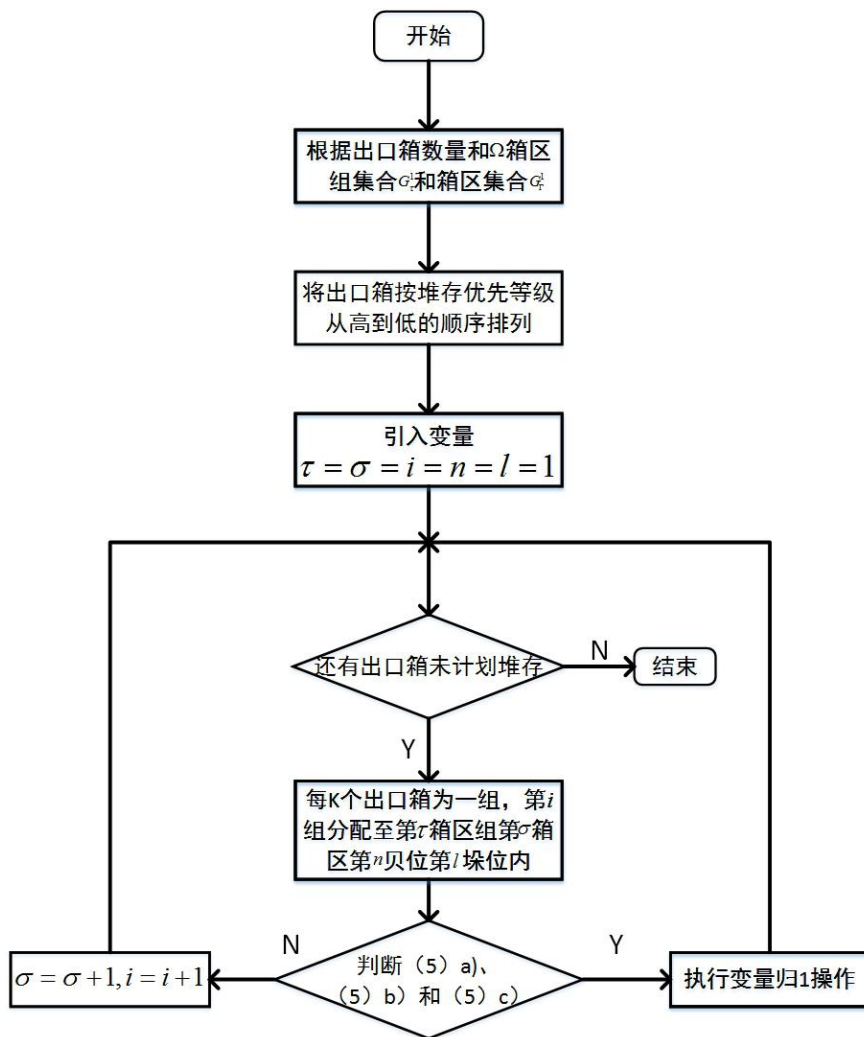 开始
根据出口箱数量和Ω箱区
组集合和箱区集合
将出口箱按堆存优先等级
从高到低的顺序排列
引入变量
τ = σ = i = n = l = 1
还有出口箱未计划堆存
N
结束
Y
每K个出口箱为一组，第i
组分配至第τ箱区组第σ箱
区第n贝位第l垛位内
N
Y
判断（5）a)、
（5）b）和（5）c）
σ = σ+1, i = i+1
执行变量归1操作